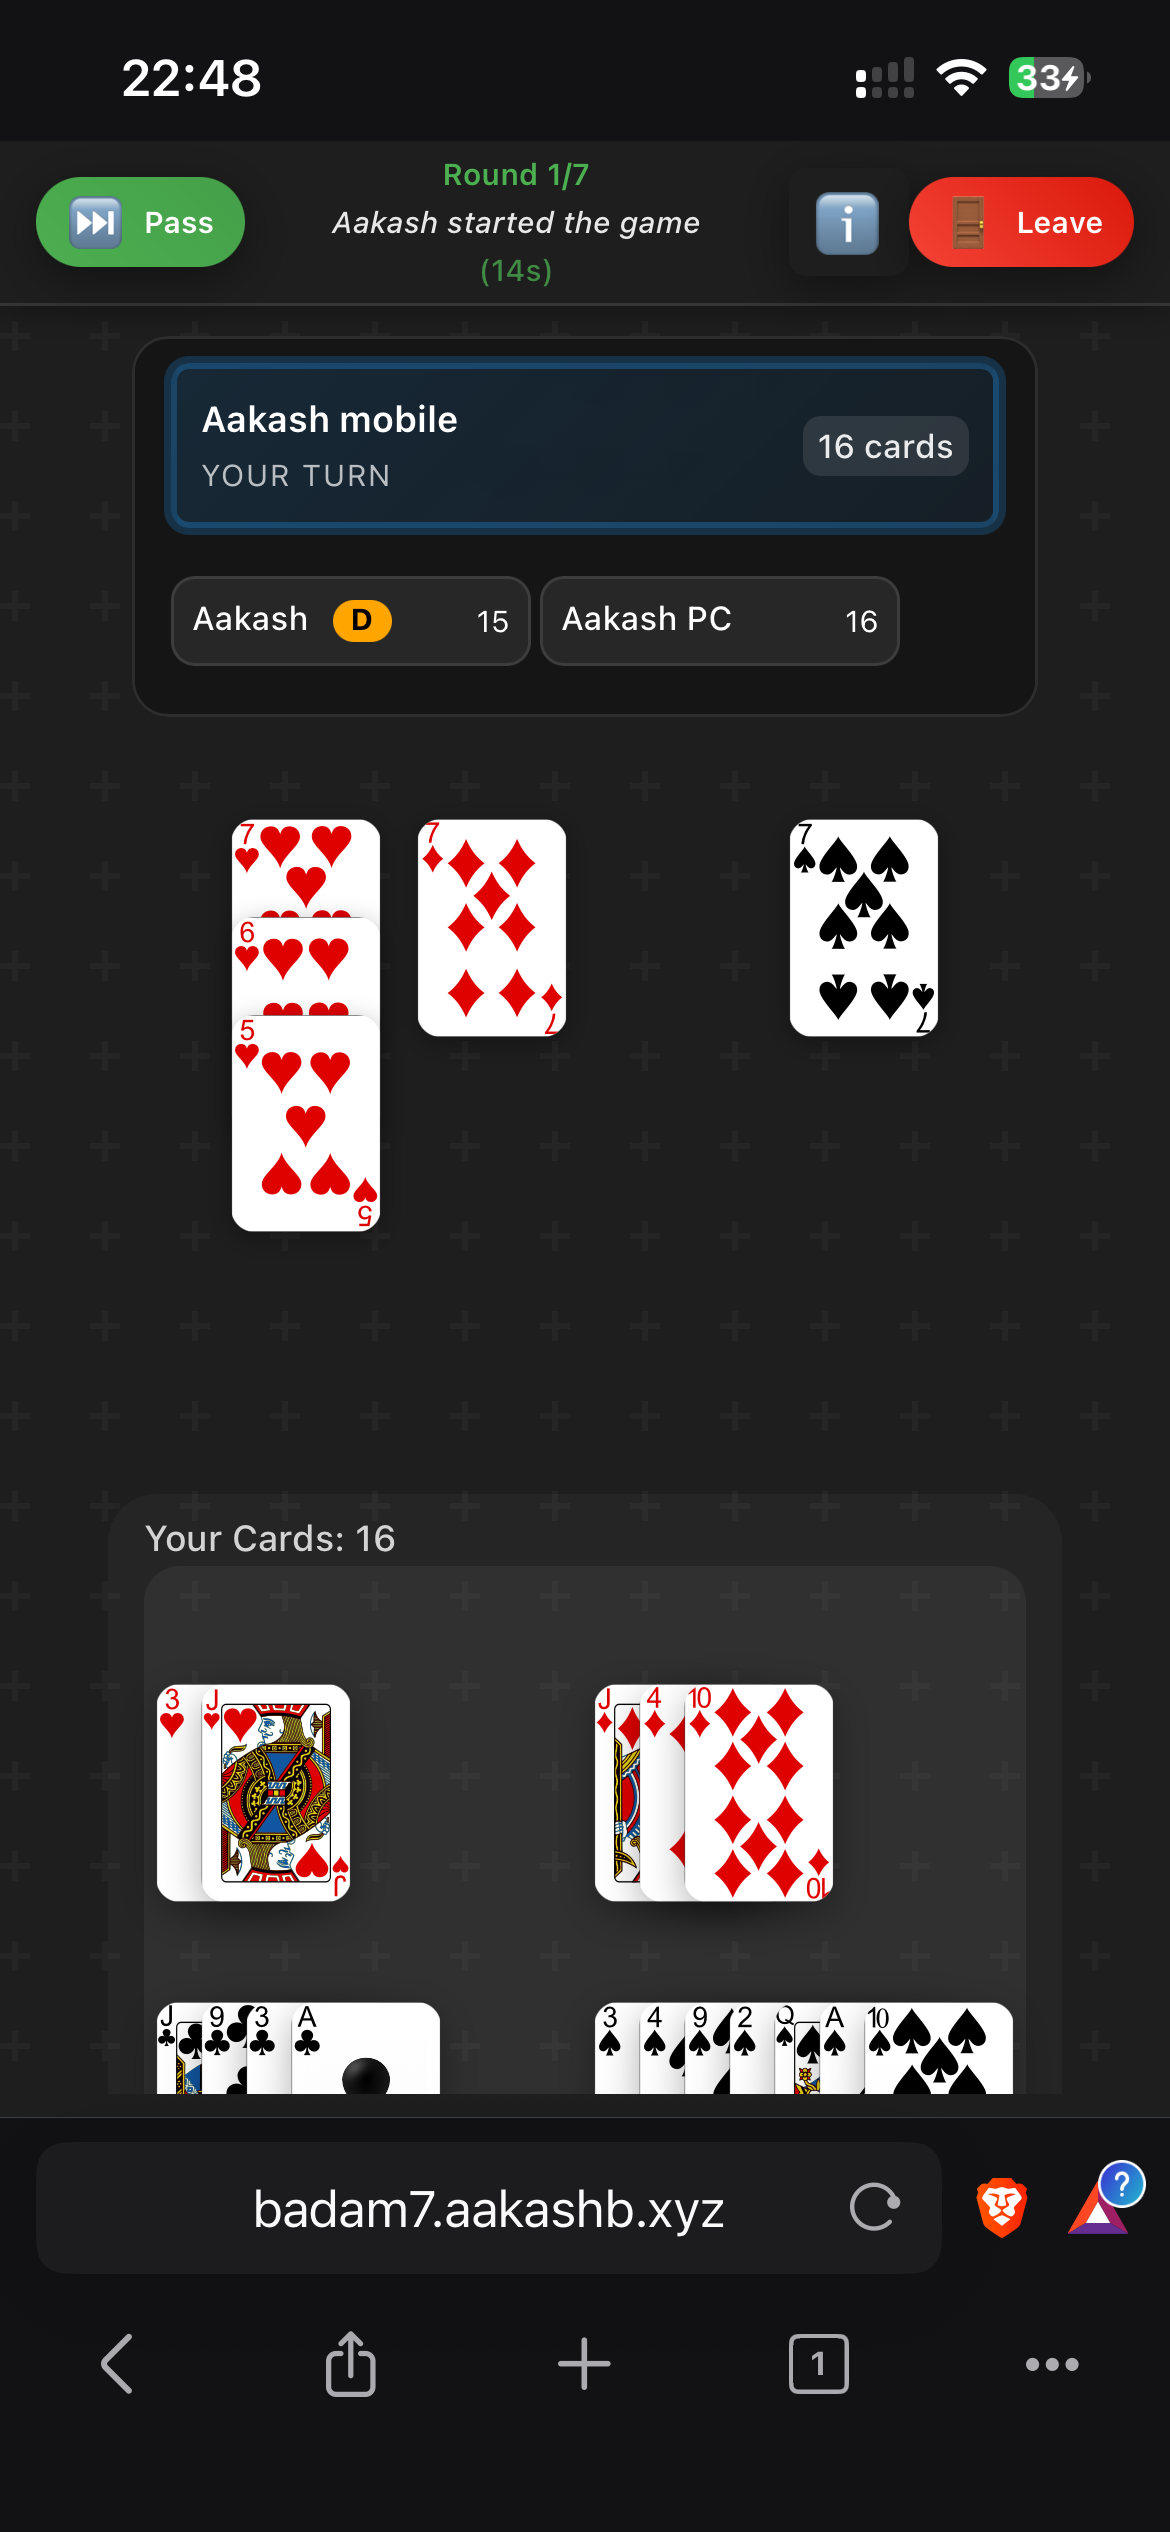 22:48
33
Pass
Round 1/7
Aakash started the game
(14s)
Leave
Aakash mobile
YOUR TURN
16 cards
Aakash D 15
Aakash PC 16
7 7 7
6
5
7 7
5
Your Cards: 16
3 J J 4 10
J 10
J 9 3 A 3 4 9 2 Q A 10
badam7.aakashb.xyz
?
1